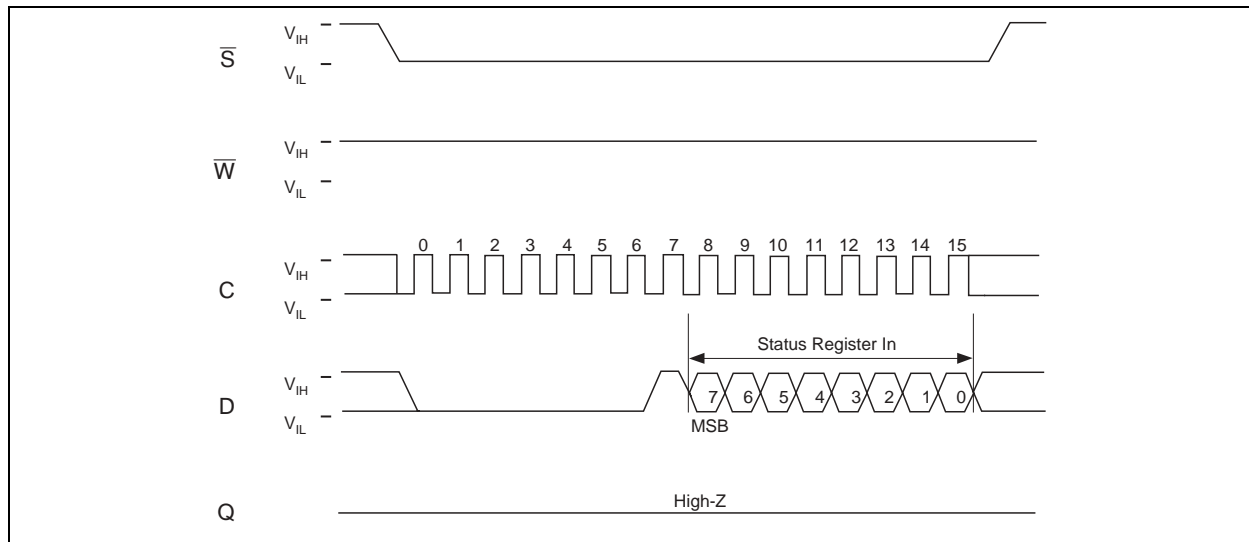 S̅
V_IH
V_IL
W̅
V_IH
V_IL
C
0 1 2 3 4 5 6 7 8 9 10 11 12 13 14 15
V_IH
V_IL
Status Register In
D
V_IH
V_IL
7 6 5 4 3 2 1 0
MSB
Q
High-Z